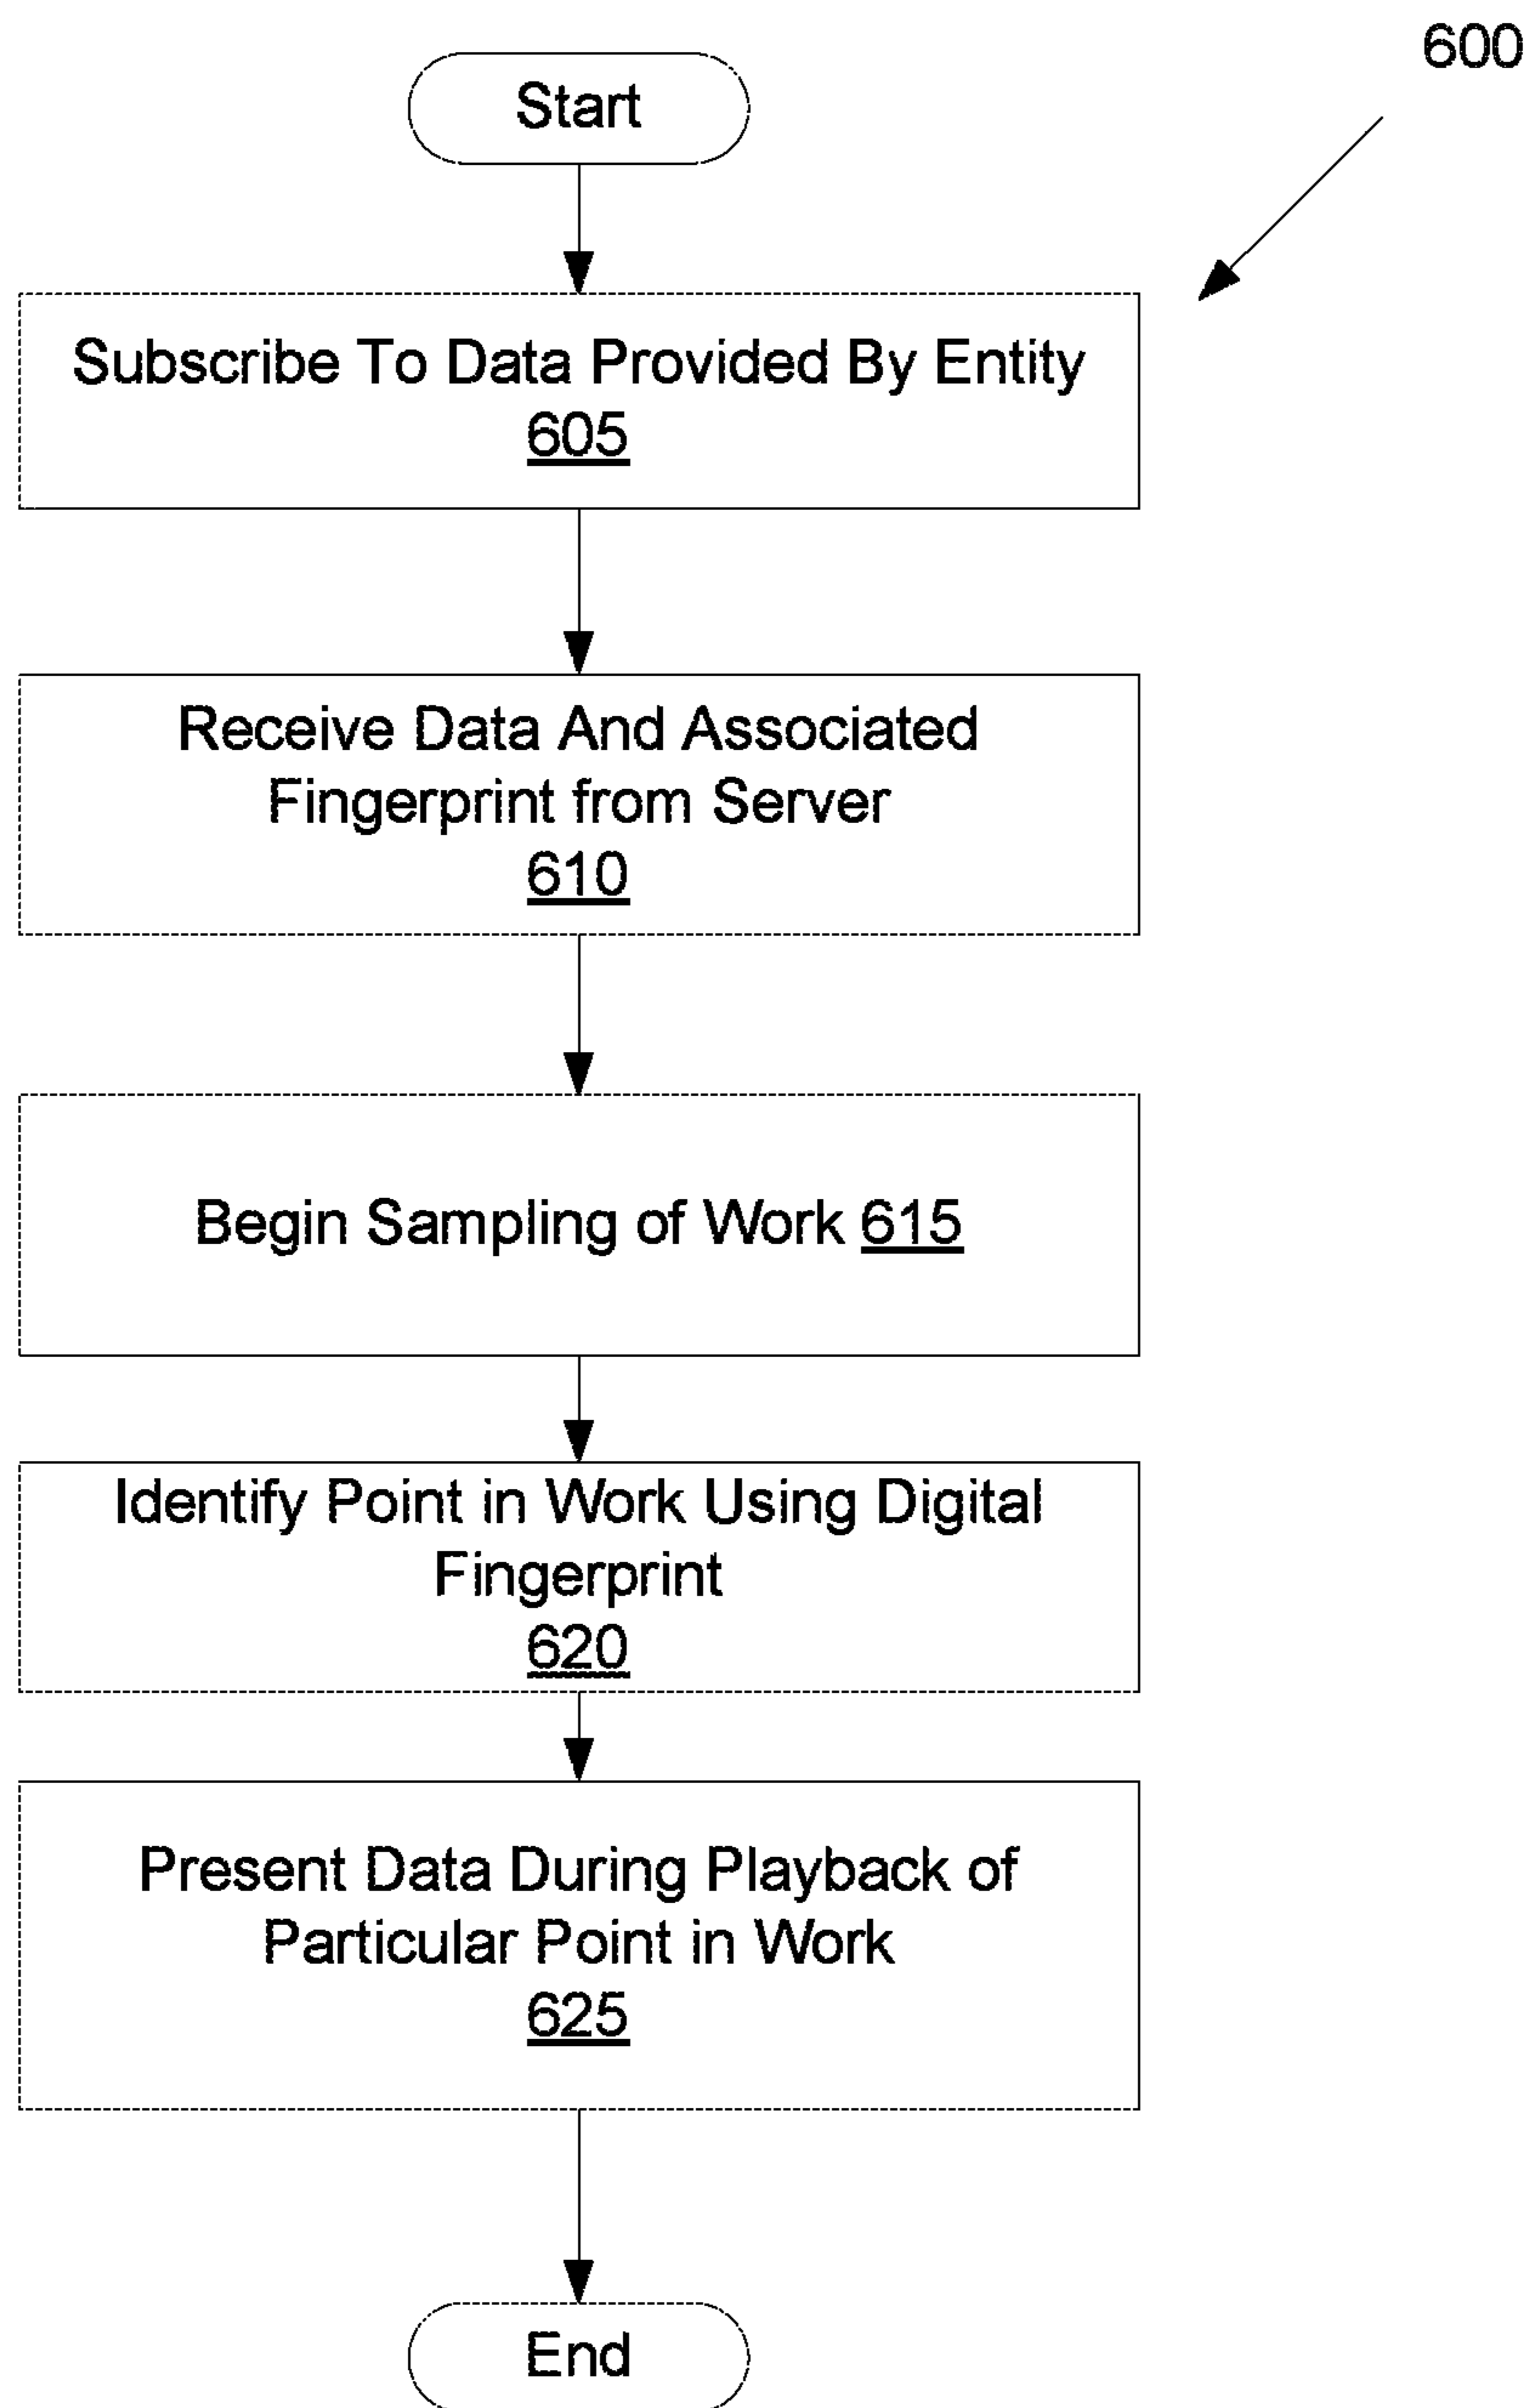 600
Start
Subscribe To Data Provided By Entity
605
Receive Data And Associated
Fingerprint from Server
610
Begin Sampling of Work 615
Identify Point in Work Using Digital
Fingerprint
620
Present Data During Playback of
Particular Point in Work
625
End